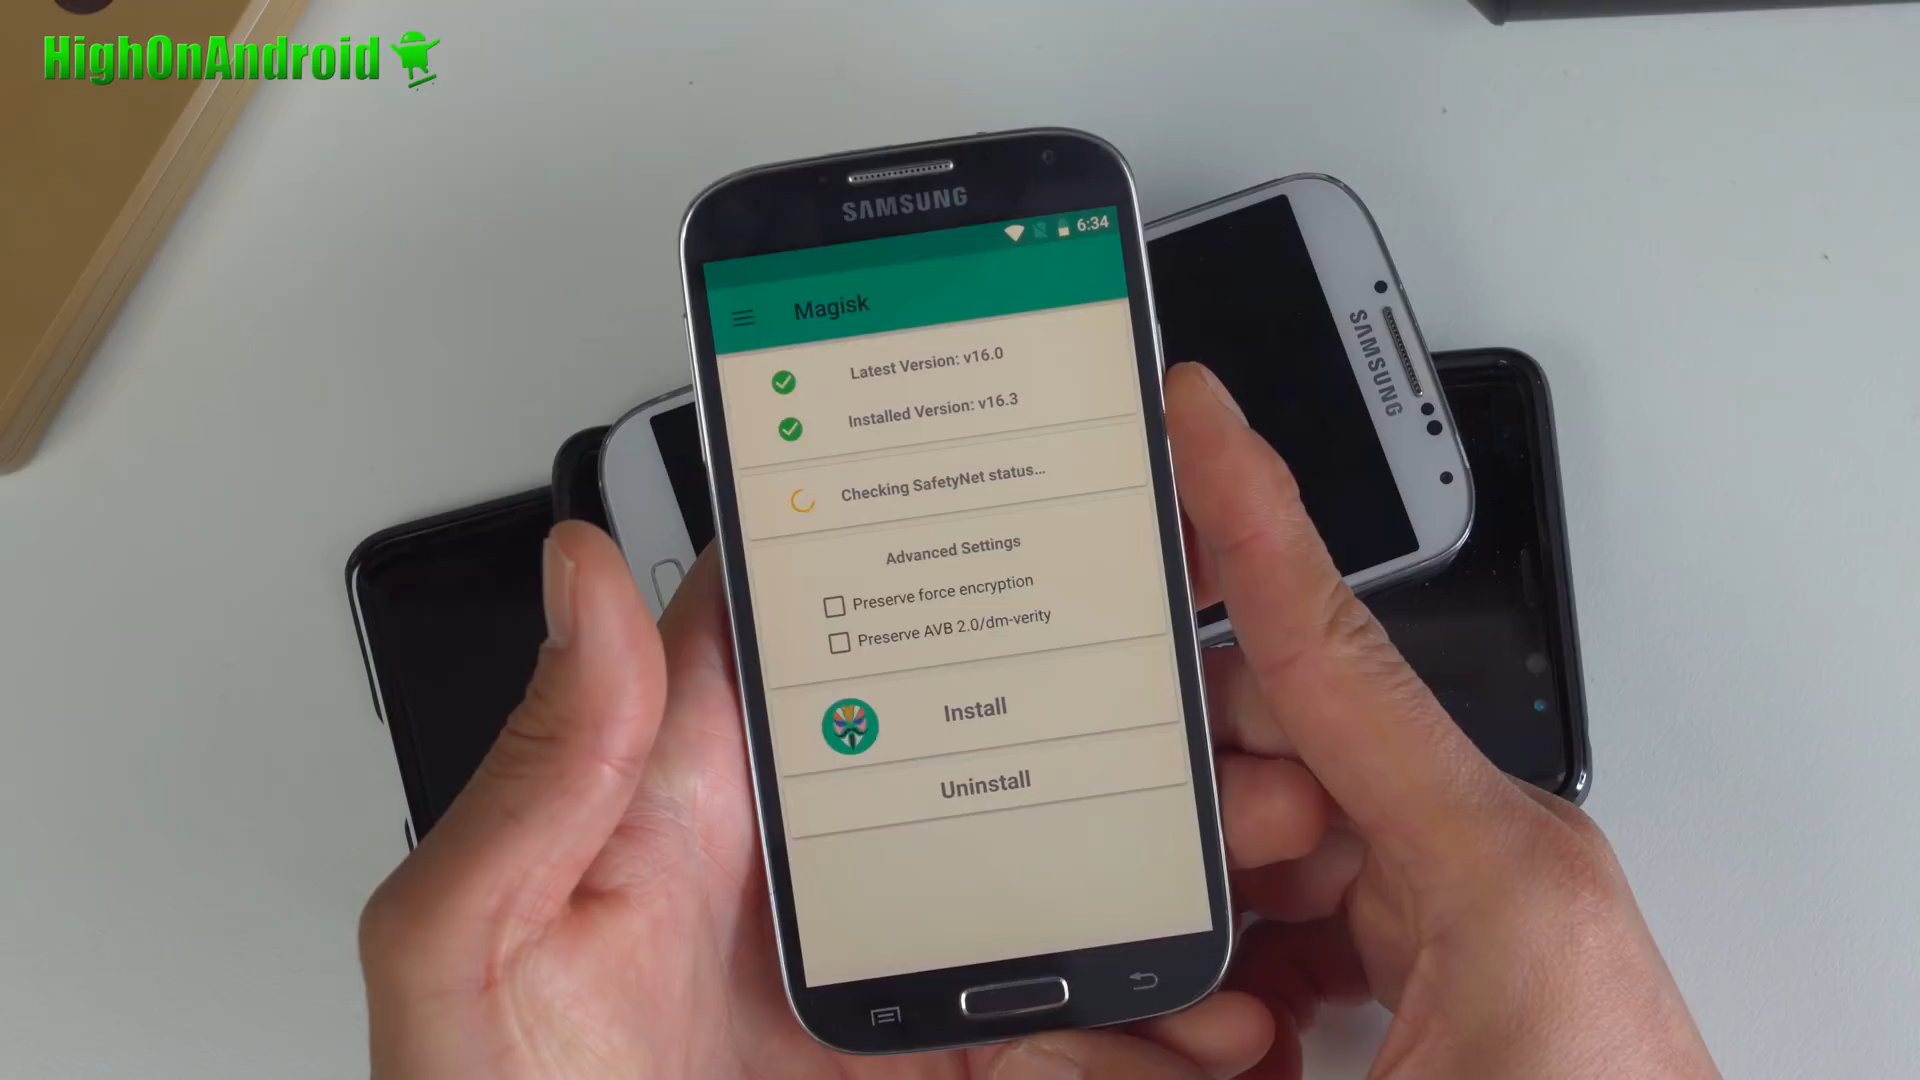 HighOnAndroid
SAMSUNG
6:34
Magisk
Latest Version: v16.0
Installed Version: v16.3
Checking SafetyNet status...
Advanced Settings
Preserve force encryption
Preserve AVB 2.0/dm-verity
Install
Uninstall
SAMSUNG